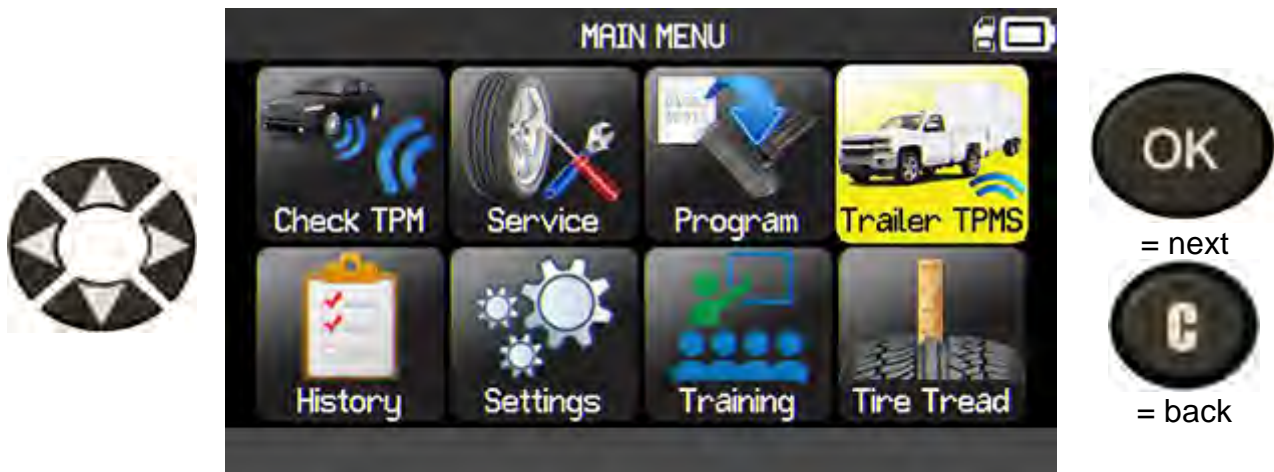 MAIN MENU
Check TPM
Service
Program
Trailer TPMS
History
Settings
Training
Tire Tread
OK
= next
C
= back